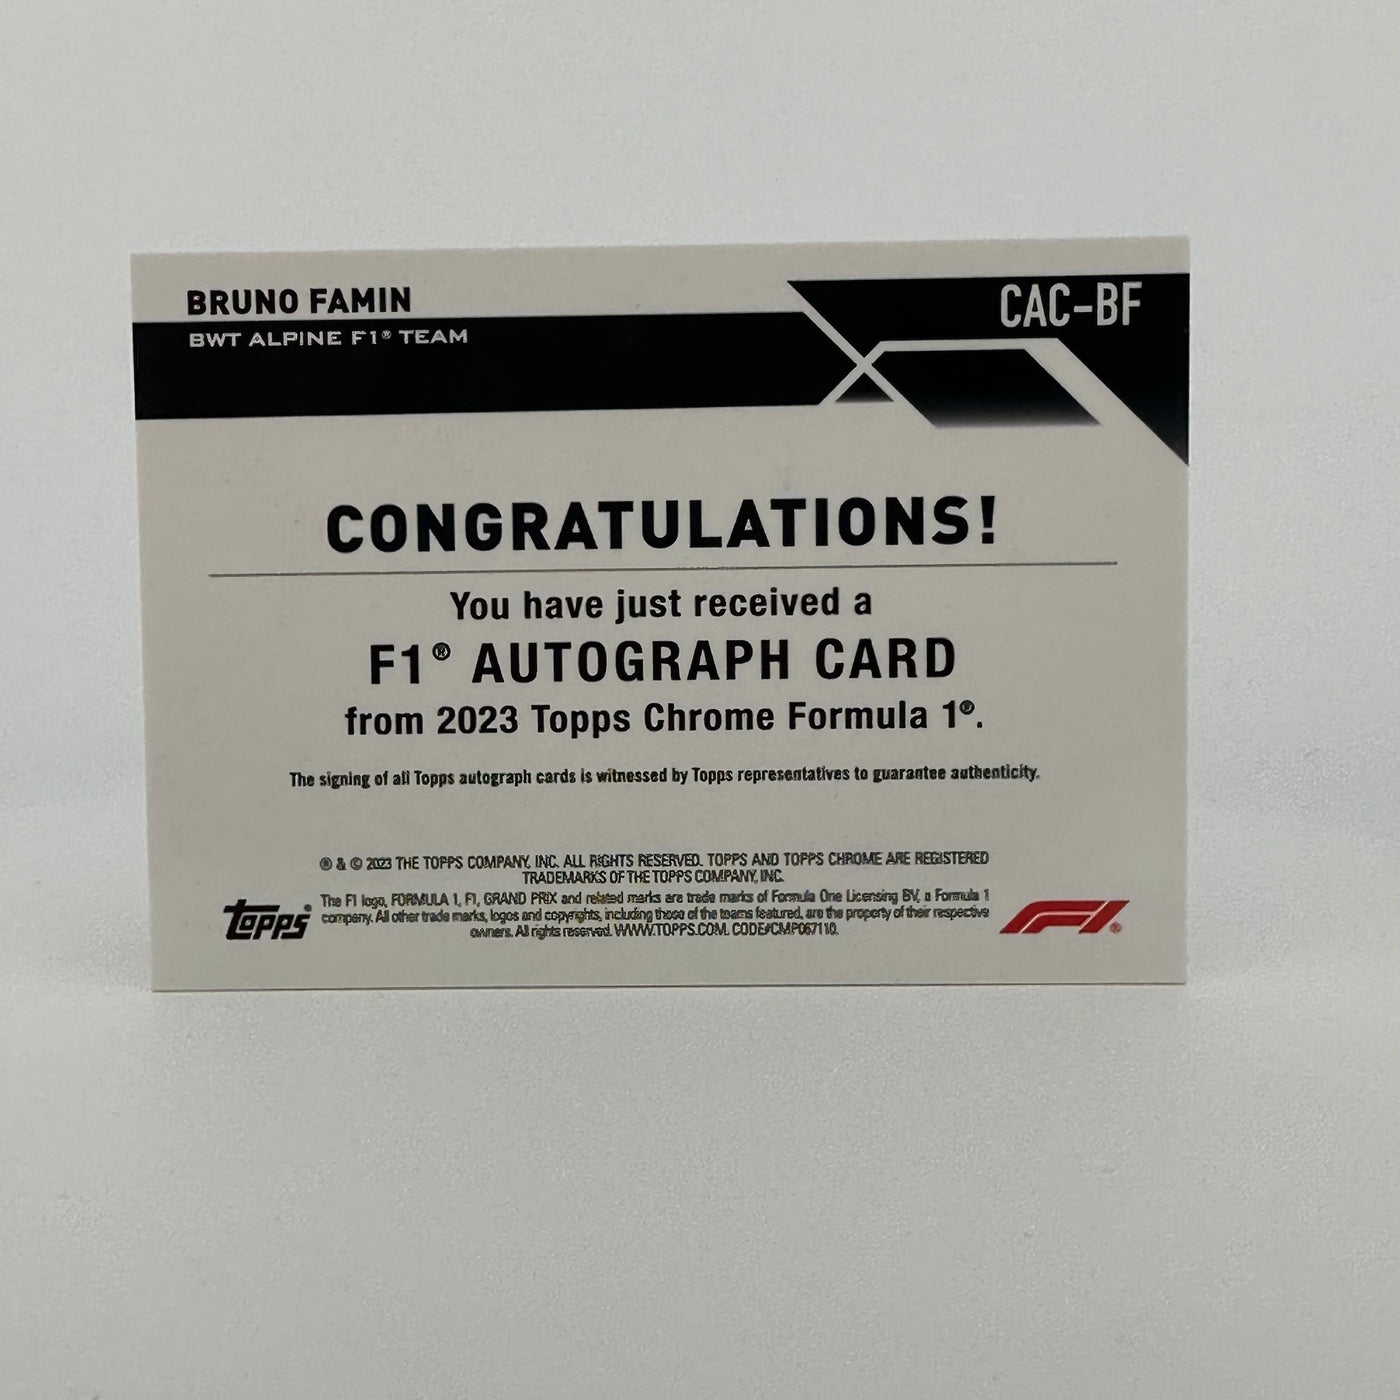 BRUNO FAMIN
BWT ALPINE F1® TEAM
CAC-BF
CONGRATULATIONS!
You have just received a
F1® AUTOGRAPH CARD
from 2023 Topps Chrome Formula 1®.
The signing of all Topps autograph cards is witnessed by Topps representatives to guarantee authenticity.
® & © 2023 THE TOPPS COMPANY, INC. ALL RIGHTS RESERVED. TOPPS AND TOPPS CHROME ARE REGISTERED
TRADEMARKS OF THE TOPPS COMPANY, INC.
The F1 logo, FORMULA 1, F1, GRAND PRIX and related marks are trade marks of Formula One Licensing BV, a Formula 1
company. All other trade marks, logos and copyrights, including those of the teams featured, are the property of their respective
owners. All rights reserved. WWW.TOPPS.COM. CODE#CMP067110.
Topps®
F1®